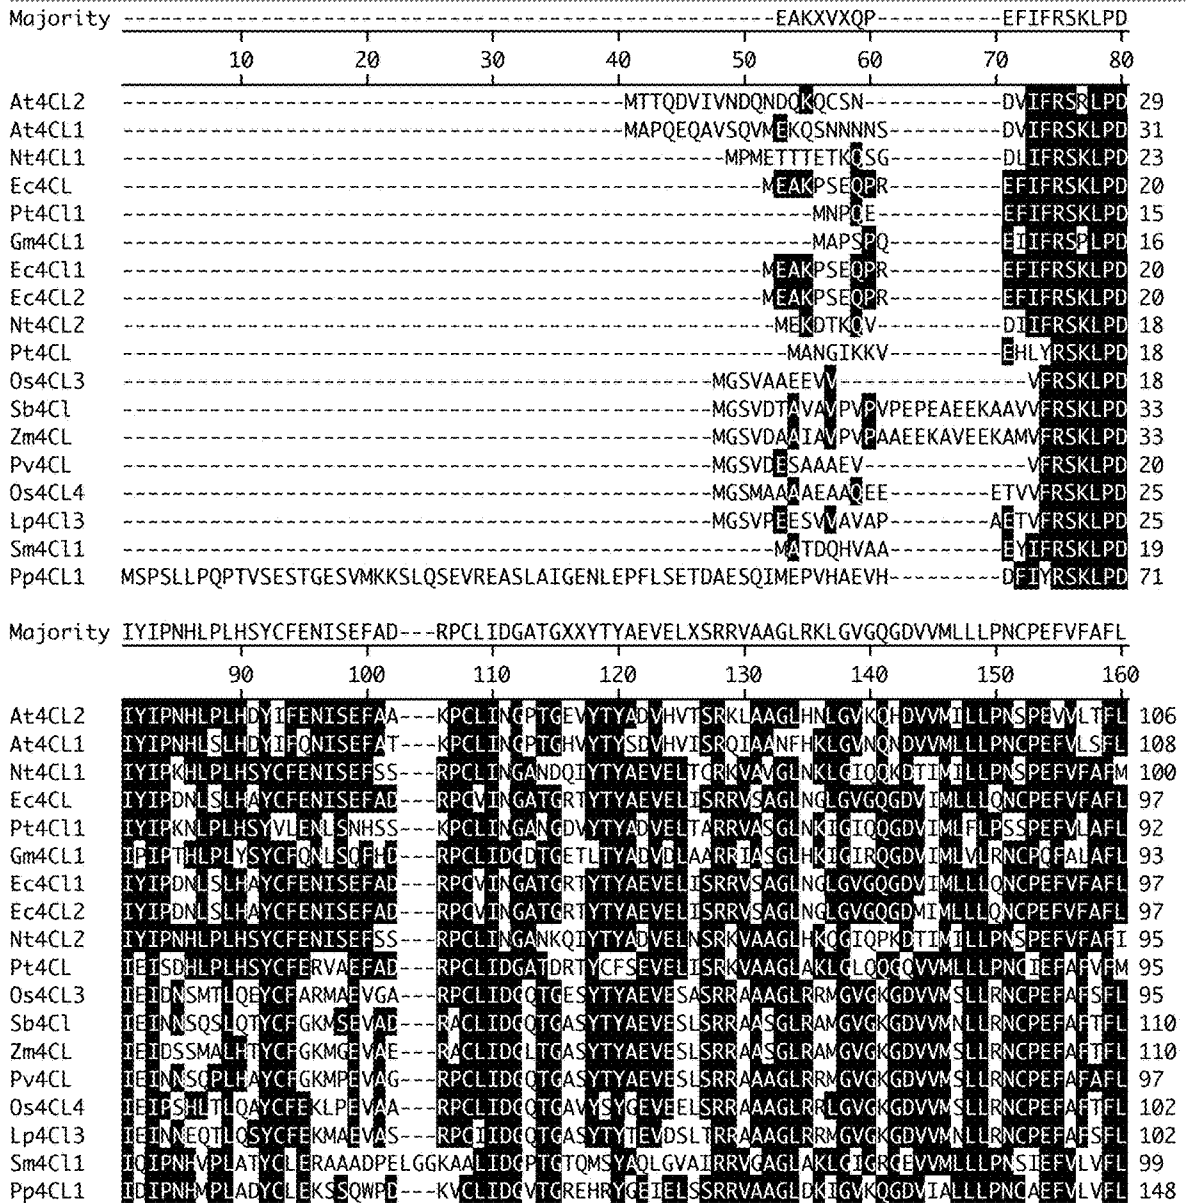 Majority ----------------------------------------------------EAKXVXQP----------EFIFRSKLPD
10 20 30 40 50 60 70 80
At4CL2 ----------------------------------------MTTQDVIVNDQNDQKQCSN-----------DVIFRSRLPD 29
At4CL1 ----------------------------------------MAPQEQAVSQVMEKQSNNNNS---------DVIFRSKLPD 31
Nt4CL1 ------------------------------------------------MPMETTTETKQSG---------DLIFRSKLPD 23
Ec4CL ---------------------------------------------------MEAKPSEQPR---------EFIFRSKLPD 20
Pt4Cl1 -------------------------------------------------------MNPQE----------EFIFRSKLPD 15
Gm4CL1 -------------------------------------------------------MAPSPQ---------EIIFRSPLPD 16
Ec4Cl1 ---------------------------------------------------MEAKPSEQPR---------EFIFRSKLPD 20
Ec4CL2 ---------------------------------------------------MEAKPSEQPR---------EFIFRSKLPD 20
Nt4CL2 ----------------------------------------------------MEKDTKQV----------DIIFRSKLPD 18
Pt4CL -----------------------------------------------------MANGIKKV---------EHLYRSKLPD 18
Os4CL3 -----------------------------------------------MGSVAAEEVV---------------VFRSKLPD 18
Sb4Cl -----------------------------------------------MGSVDTAVAVPVPVPEPEAEEKAAVVFRSKLPD 33
Zm4CL -----------------------------------------------MGSVDAAIAVPVPAAEEKAVEEKAMVFRSKLPD 33
Pv4CL -----------------------------------------------MGSVDESAAAEV-------------VFRSKLPD 20
Os4CL4 -----------------------------------------------MGSMAAAAEAAQEE--------ETVVFRSKLPD 25
Lp4Cl3 -----------------------------------------------MGSVPEESVVAVAP--------AETVFRSKLPD 25
Sm4Cl1 ----------------------------------------------------MATDQHVAA---------EYIFRSKLPD 19
Pp4CL1 MSPSLLPQPTVSESTGESVMKKSLQSEVREASLAIGENLEPFLSETDAESQIMEPVHAEVH---------DFIYRSKLPD 71
Majority IYIPNHLPLHSYCFENISEFAD---RPCLIDGATGXXYTYAEVELXSRRVAAGLRKLGVGQGDVVMLLLPNCPEFVFAFL
90 100 110 120 130 140 150 160
At4CL2 IYIPNHLPLHDYIFENISEFAA---KPCLINGPTGEVYTYADVHVTSRKLAAGLHNLGVKQHDVVMILLPNSPEVVLTFL 106
At4CL1 IYIPNHLSLHDYIFQNISEFAT---KPCLINGPTGHVYTYSDVHVISRQIAANFHKLGVNQNDVVMLLLPNCPEFVLSFL 108
Nt4CL1 IYIPKHLPLHSYCFENISEFSS---RPCLINGANDQIYTYAEVELTCRKVAVGLNKLGIQQKDTIMILLPNSPEFVFAFM 100
Ec4CL IYIPDNLSLHAYCFENISEFAD---RPCVIINGATGRTYTYAEVELISRRVSAGLNGLGVGQGDVIMLLLQNCPEFVFAFL 97
Pt4Cl1 IYIPKNLPLHSYVLENLSNHSS---KPCLINGANGDVYTYADVELTARRVASGLNKIGIQQGDVIMLFLPSSPEFVLAFL 92
Gm4CL1 IPIPTHLPLYSYCFQNLSQFHD---RPCLIDGDTGETLTYADVDLAARRIASGLHKIGIRQGDVIMLVLRNCPQFALAFL 93
Ec4Cl1 IYIPDNLSLHAYCFENISEFAD---RPCVIINGATGRTYTYAEVELISRRVSAGLNGLGVGQGDVIMLLLQNCPEFVFAFL 97
Ec4CL2 IYIPDNLSLHAYCFENISEFAD---RPCVIINGATGRTYTYAEVELISRRVSAGLNGLGVGQGDMIMLLLQNCPEFVFAFL 97
Nt4CL2 IYIPNHLPLHSYCFENISEFSS---RPCLINGANKQIYTYADVELNSRKVAAGLHKQGIQPKDTIMILLPNSPEFVFAFI 95
Pt4CL IEISDHLPLHSYCFERVAEFAD---RPCLIDGATDRTYCFSEVELISRKVAAGLAKLGLQQGQVVMLLLPNCIEFAFVFM 95
Os4CL3 IEIDNSMTLQEYCFARMAEVGA---RPCLIDGQTGESYTYAEVESASRRAAAGLRRMGVGKGDVVMSLLRNCPEFAFSFL 95
Sb4Cl IEINNSQSLQTYCFGKMSEVAD---RACLIDGQTGASYTYAEVESLSRRAASGLRAMGVGKGDVVMNLLRNCPEFAFTFL 110
Zm4CL IEIDSSMALHTYCFGKMGEVAE---RACLIDGLTGASYTYAEVESLSRRAASGLRAMGVGKGDVVMSLLRNCPEFAFTFL 110
Pv4CL IEINNSQPLHAYCFGKMPEVAG---RPCLIDGQTGASYTYAEVESLSRRAAAGLRRMGVGKGDVVMSLLRNCPEFAFAFL 97
Os4CL4 IEIPSHLTLQAYCFEKLPEVAA---RPCLIDGQTGAVYSYGEVEELSRRAAAGLRRLGVGKGDVVMSLLRNCPEFAFTFL 102
Lp4Cl3 IEINNEQTLQSYCFEKMAEVAS---RPCIIDGQTGASYTYTEVDSLTRRAAAGLRRMGVGKGDVVMNLLRNCPEFAFSFL 102
Sm4Cl1 IQIPNHVPLATYCLERAAADPELGGKAALIDGPTGTQMSYAQLGVAIRRVGAGLAKLGIGRGEVVMLLLPNSIEFVLVFL 99
Pp4CL1 IDIPNHMPLADYCLEKSSQWPD---KVCLIDGVTGREHRYGEIELSSRRVAAGLDKIGVKQGDVIMLLLPNCAEFVLVFL 148